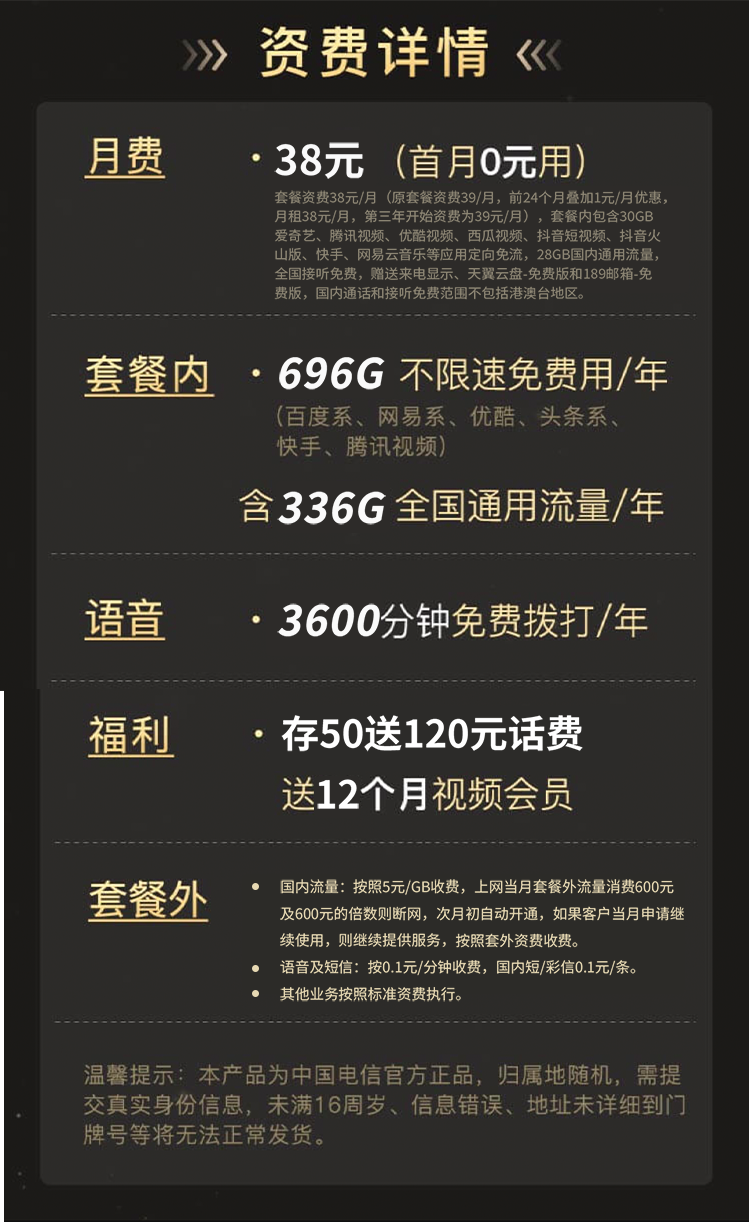 资费详情
月费
· 38元 (首月0元用)
套餐资费38元/月（原套餐资费39/月，前24个月叠加1元/月优惠，
月租38元/月，第三年开始资费为39元/月），套餐内包含30GB
爱奇艺、腾讯视频、优酷视频、西瓜视频、抖音短视频、抖音火
山版、快手、网易云音乐等应用定向免流，28GB国内通用流量，
全国接听免费，赠送来电显示、天翼云盘-免费版和189邮箱-免
费版，国内通话和接听免费范围不包括港澳台地区。
套餐内
· 696G 不限速免费用/年
(百度系、网易系、优酷、头条系、
快手、腾讯视频)
含336G 全国通用流量/年
语音
· 3600分钟免费拨打/年
福利
· 存50送120元话费
送12个月视频会员
套餐外
● 国内流量：按照5元/GB收费，上网当月套餐外流量消费600元
及600元的倍数则断网，次月初自动开通，如果客户当月申请继
续使用，则继续提供服务，按照套外资费收费。
● 语音及短信：按0.1元/分钟收费，国内短/彩信0.1元/条。
● 其他业务按照标准资费执行。
温馨提示：本产品为中国电信官方正品，归属地随机，需提
交真实身份信息，未满16周岁、信息错误、地址未详细到门
牌号等将无法正常发货。